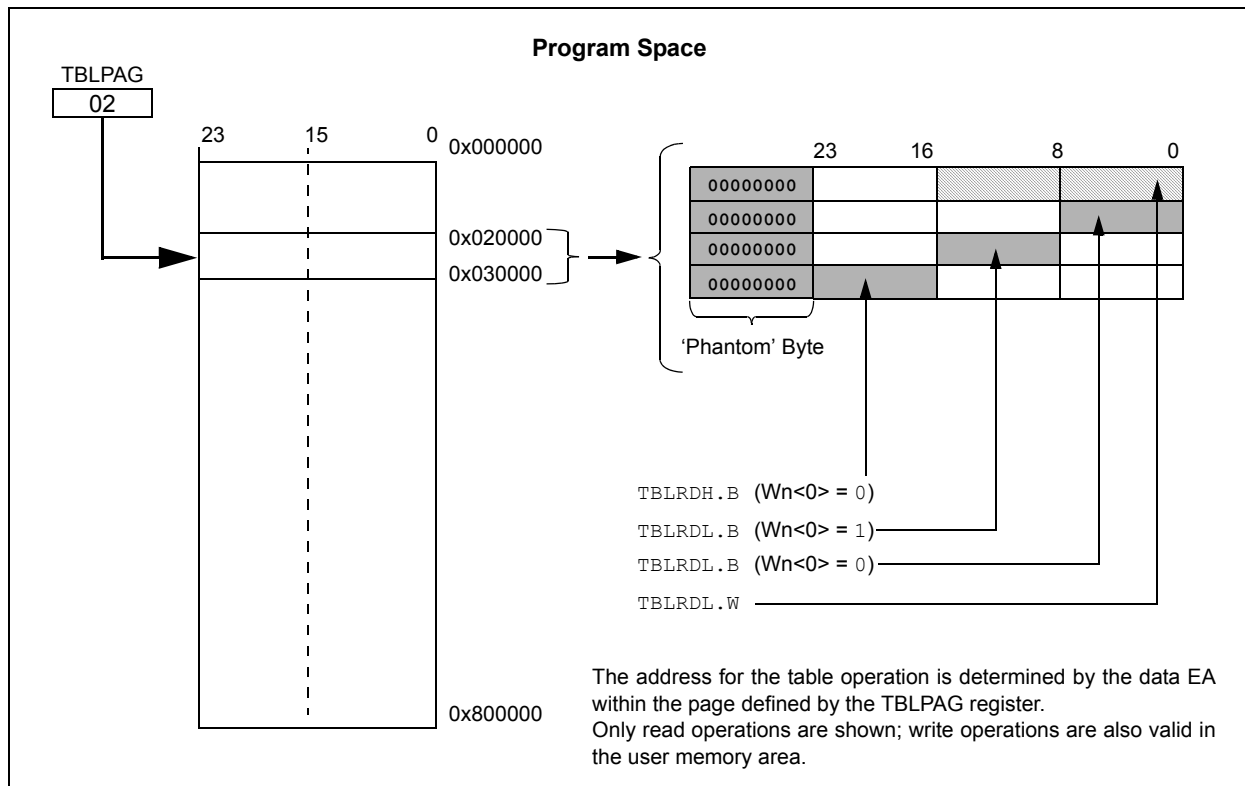 Program Space
TBLPAG
02
23 15 0
0x000000
0x020000
0x030000
0x800000
23 16 8 0
00000000
00000000
00000000
00000000
‘Phantom’ Byte
TBLRDH.B (Wn<0> = 0)
TBLRDL.B (Wn<0> = 1)
TBLRDL.B (Wn<0> = 0)
TBLRDL.W
The address for the table operation is determined by the data EA
within the page defined by the TBLPAG register.
Only read operations are shown; write operations are also valid in
the user memory area.